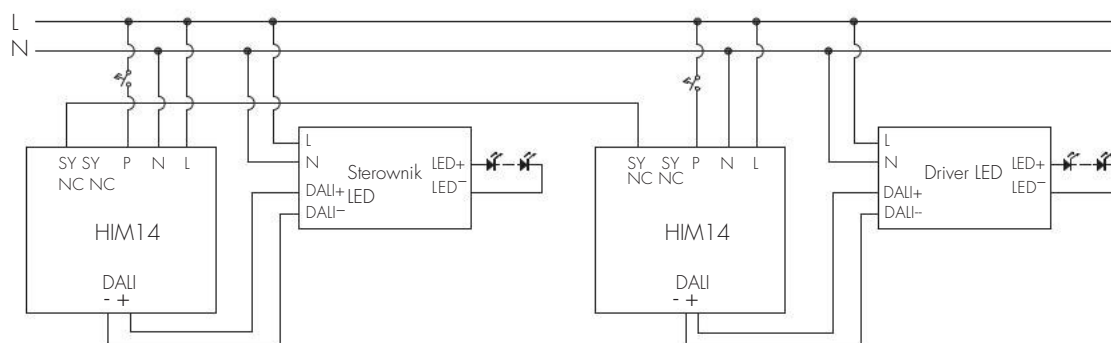 L
N
SY SY P N L
NC NC
HIM14
DALI
- +
L
N
DALI+
DALI–
Sterownik
LED
LED+
LED–
SY SY P N L
NC NC
HIM14
DALI
- +
L
N
DALI+
DALI--
Driver LED
LED+
LED–